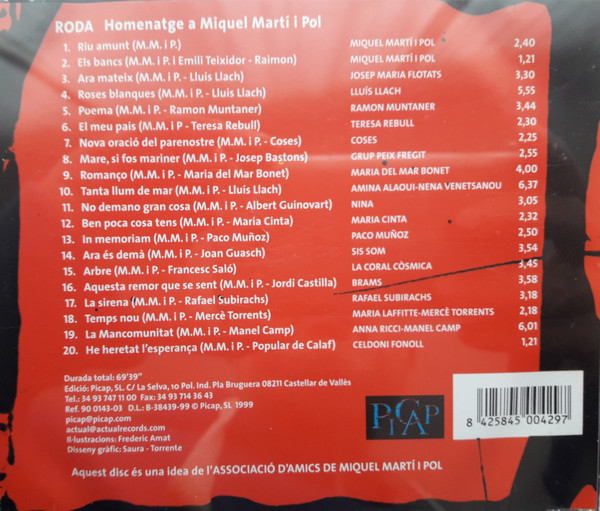 RODA Homenatge a Miquel Martí i Pol
1. Riu amunt (M.M. i P.) MIQUEL MARTÍ I POL 2,40
2. Els bancs (M.M. i P. i Emili Teixidor - Raimon) MIQUEL MARTÍ I POL 1,21
3. Ara mateix (M.M. i P. - Lluís Llach) JOSEP MARIA FLOTATS 3,30
4. Roses blanques (M.M. i P. - Lluís Llach) LLUÍS LLACH 5,55
5. Poema (M.M. i P. - Ramon Muntaner) RAMON MUNTANER 3,44
6. El meu país (M.M. i P - Teresa Rebull) TERESA REBULL 2,30
7. Nova oració del parenostre (M.M. i P. - Coses) COSES 2,25
8. Mare, si fos mariner (M.M. i P. - Josep Bastons) GRUP PEIX FREGIT 2,55
9. Romanço (M.M. i P. - Maria del Mar Bonet) MARIA DEL MAR BONET 4,00
10. Tanta llum de mar (M.M. i P. - Lluís Llach) AMINA ALAOUI-NENA VENETSANOU 6,37
11. No demano gran cosa (M.M. i P. - Albert Guinovart) NINA 3,05
12. Ben poca cosa tens (M.M. i P. - Maria Cinta) MARIA CINTA 2,32
13. In memoriam (M.M. i P. - Paco Muñoz) PACO MUÑOZ 2,50
14. Ara és demà (M.M. i P. - Joan Guasch) SIS SOM 3,54
15. Arbre (M.M. i P. - Francesc Saló) LA CORAL CÒSMICA 3,45
16. Aquesta remor que se sent (M.M. i P. - Jordi Castilla) BRAMS 3,58
17. La sirena (M.M. i P. - Rafael Subirachs) RAFAEL SUBIRACHS 3,18
18. Temps nou (M.M. i P. - Mercè Torrents) MARIA LAFFITTE-MERCÈ TORRENTS 2,18
19. La Mancomunitat (M.M. i P. - Manel Camp) ANNA RICCI-MANEL CAMP 6,01
20. He heretat l'esperança (M.M. i P. - Popular de Calaf) CELDONI FONOLL 1,21
Durada total: 69'39"
Edició: Picap, SL. C/ La Selva, 10 Pol. Ind. Pla Bruguera 08211 Castellar de Vallès
Tel.: 34 93 747 11 00 Fax: 34 93 714 36 43
Ref. 90 0143-03 D.L.: B-38439-99 © Picap, SL 1999
picap@picap.com
actual@actualrecords.com
Il·lustracions: Frederic Amat
Disseny gràfic: Saura - Torrente
PICAP
8 425845 004297
Aquest disc és una idea de l'ASSOCIACIÓ D'AMICS DE MIQUEL MARTÍ I POL